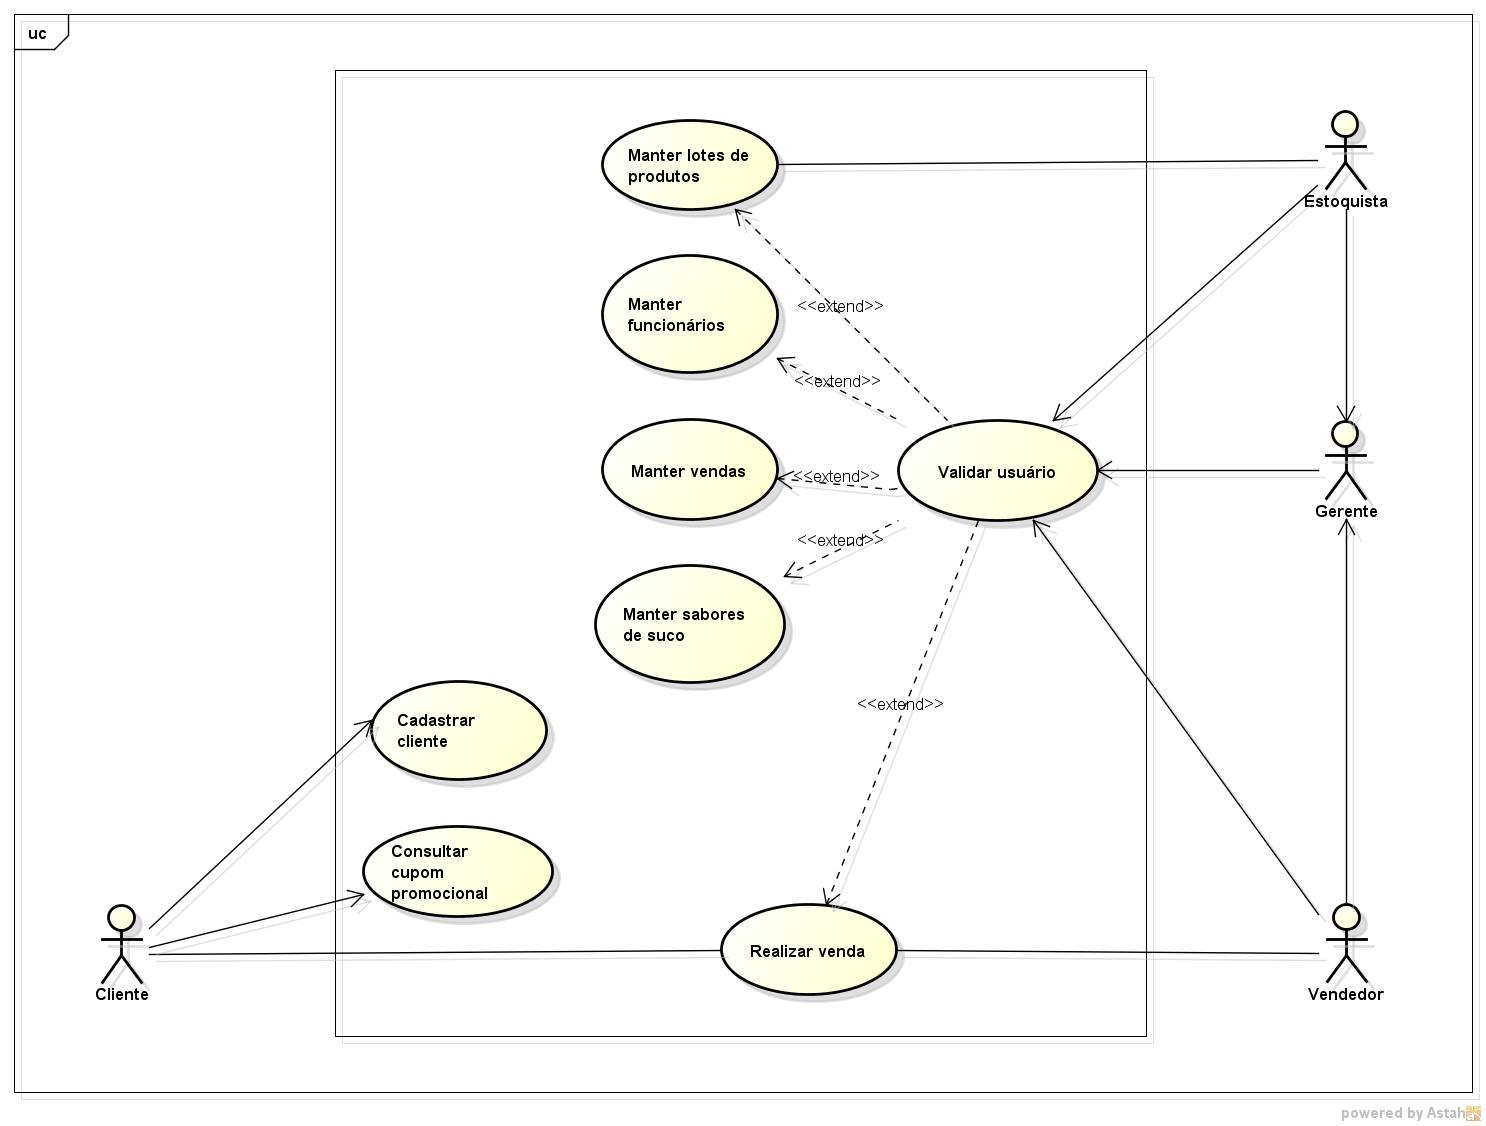 uc
Manter lotes de
produtos
Estoquista
Manter
funcionários
<<extend>>
<<extend>>
Manter vendas
<<extend>>
Validar usuário
Gerente
<<extend>>
Manter sabores
de suco
<<extend>>
Cadastrar
cliente
Consultar
cupom
promocional
Realizar venda
Cliente
Vendedor
powered by Astah